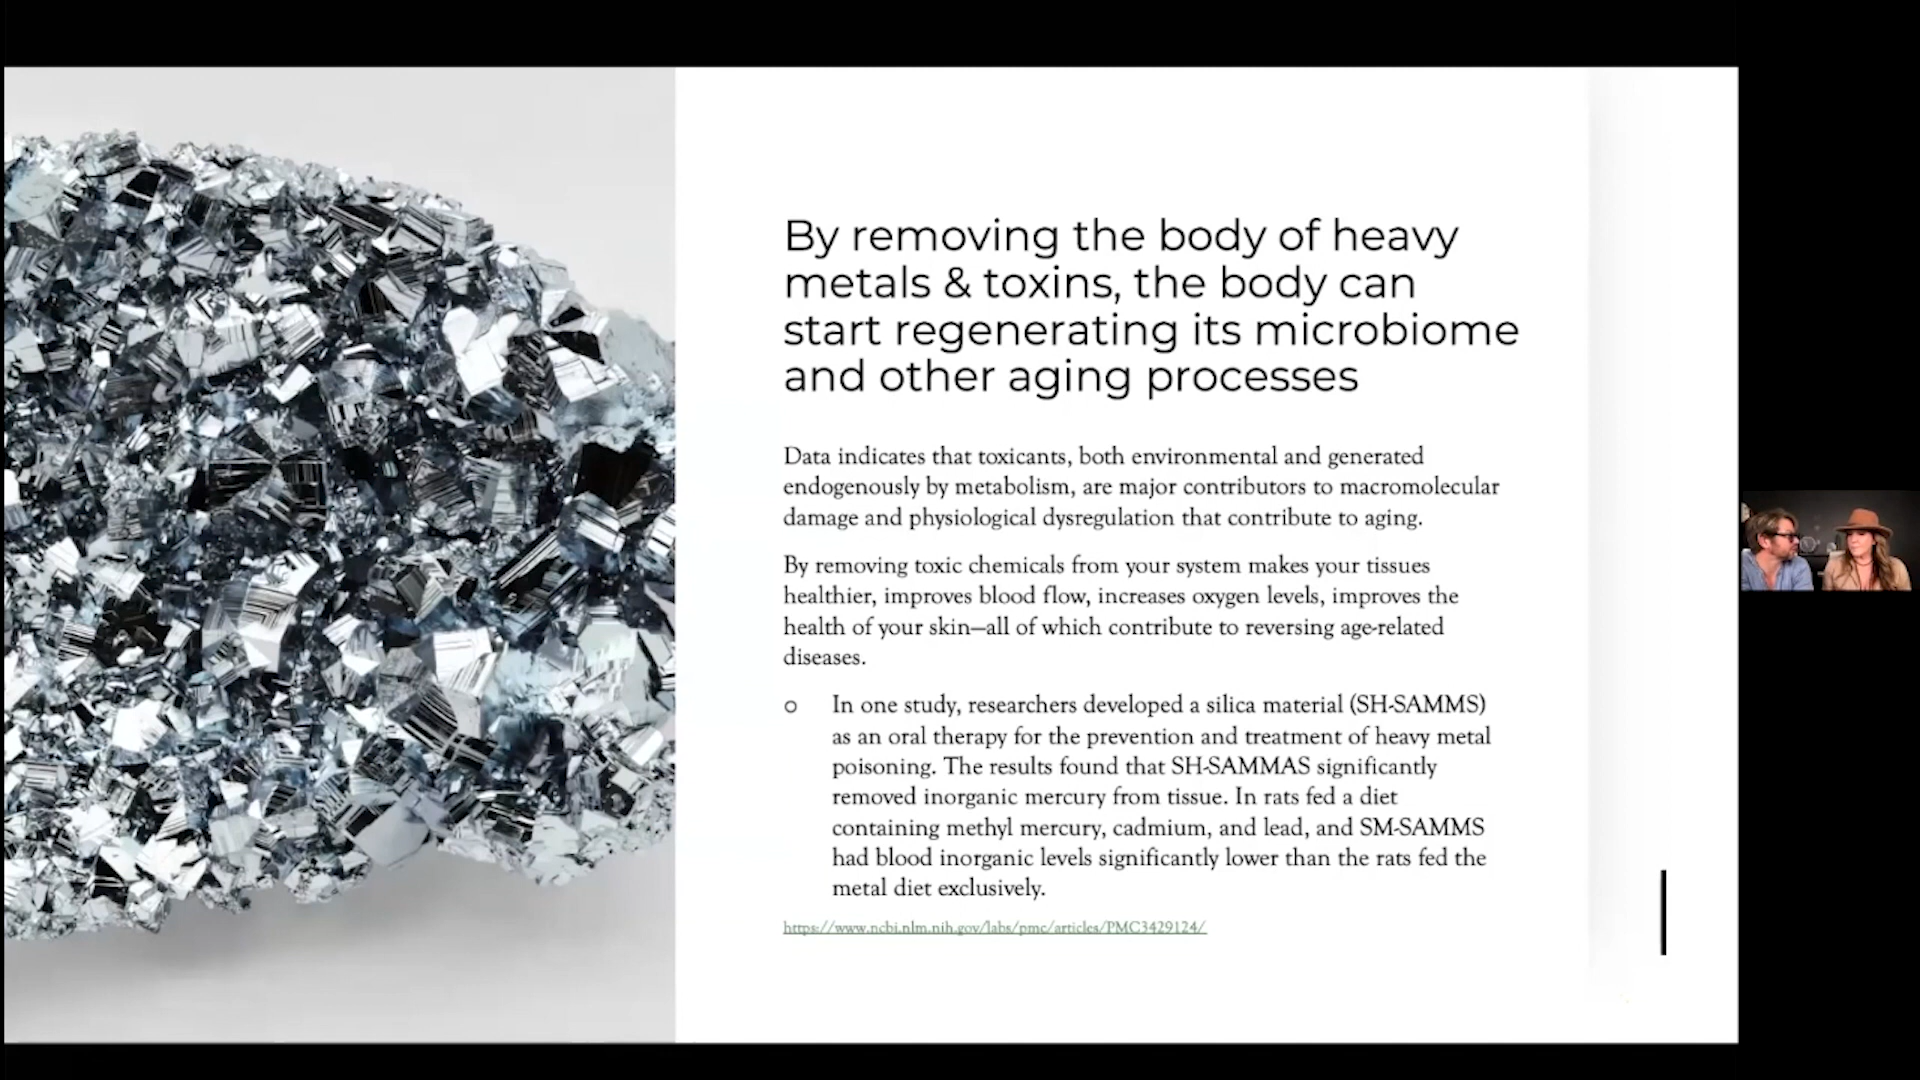 By removing the body of heavy
metals & toxins, the body can
start regenerating its microbiome
and other aging processes
Data indicates that toxicants, both environmental and generated
endogenously by metabolism, are major contributors to macromolecular
damage and physiological dysregulation that contribute to aging.
By removing toxic chemicals from your system makes your tissues
healthier, improves blood flow, increases oxygen levels, improves the
health of your skin—all of which contribute to reversing age-related
diseases.
o In one study, researchers developed a silica material (SH-SAMMS)
as an oral therapy for the prevention and treatment of heavy metal
poisoning. The results found that SH-SAMMAS significantly
removed inorganic mercury from tissue. In rats fed a diet
containing methyl mercury, cadmium, and lead, and SM-SAMMS
had blood inorganic levels significantly lower than the rats fed the
metal diet exclusively.
https://www.ncbi.nlm.nih.gov/labs/pmc/articles/PMC3429124/